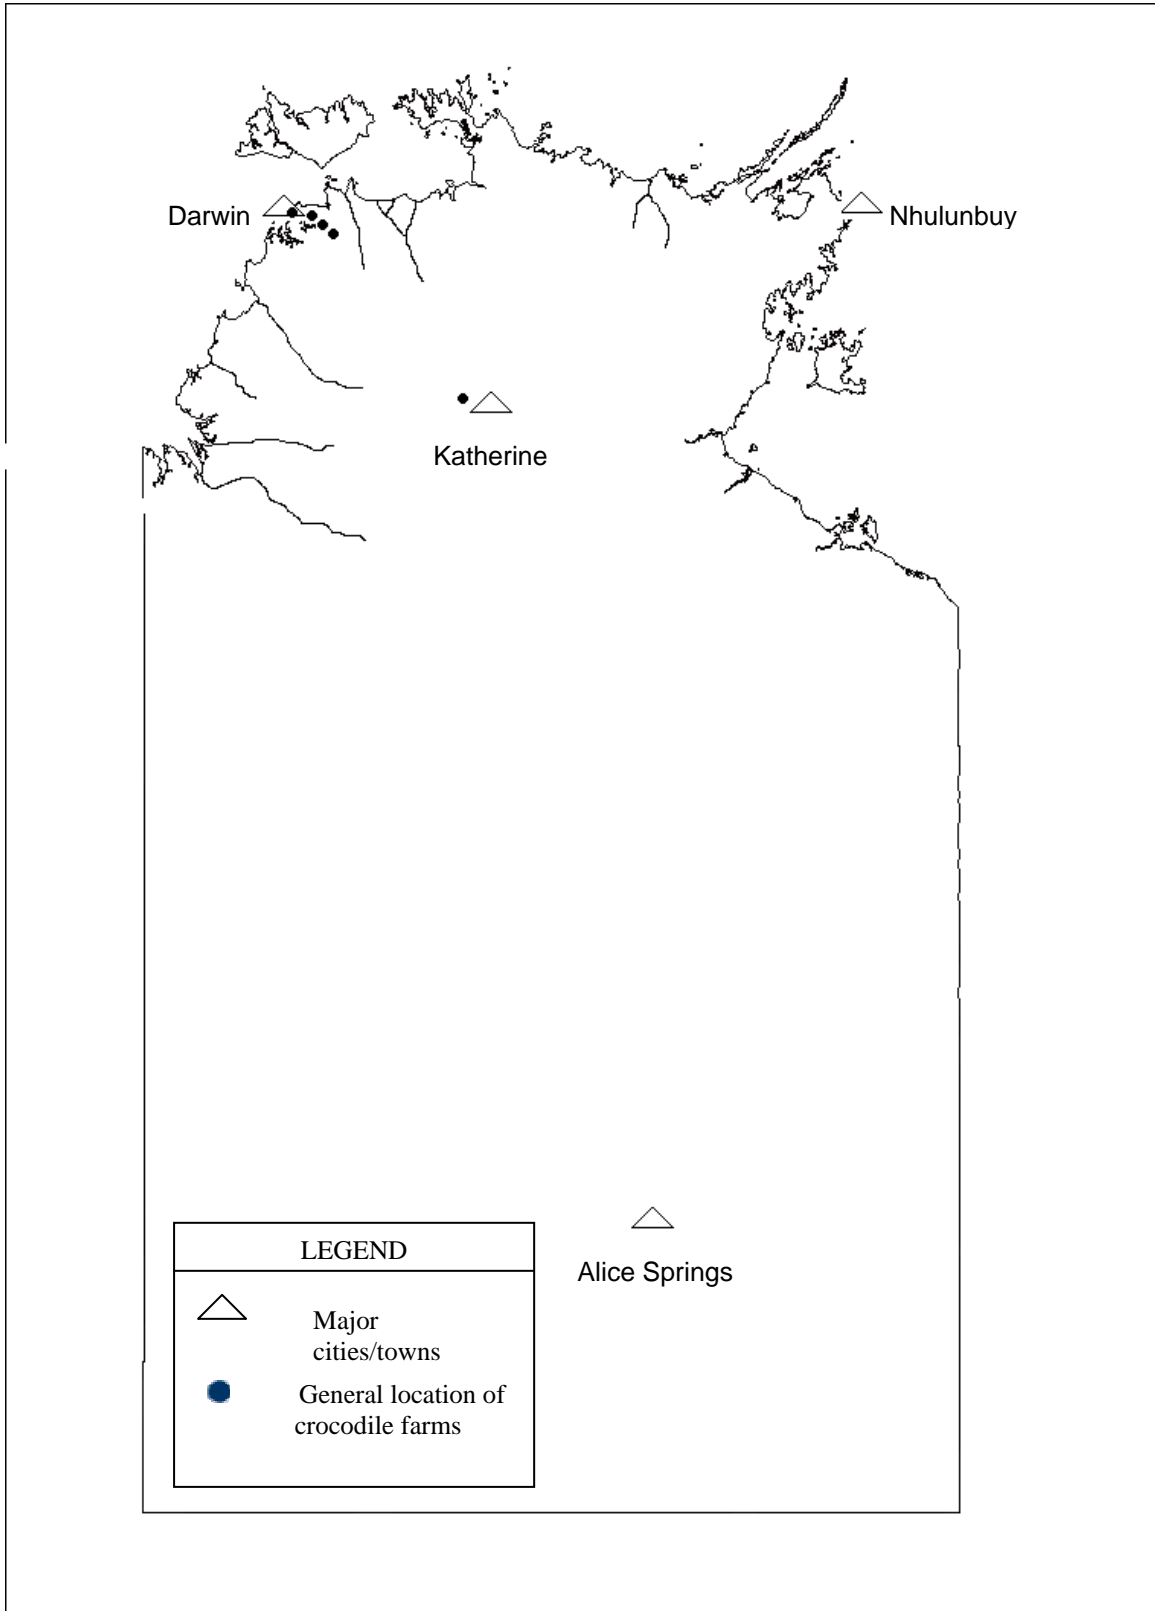 Darwin
Nhulunbuy
Katherine
Alice Springs
LEGEND
Major
cities/towns
General location of
crocodile farms